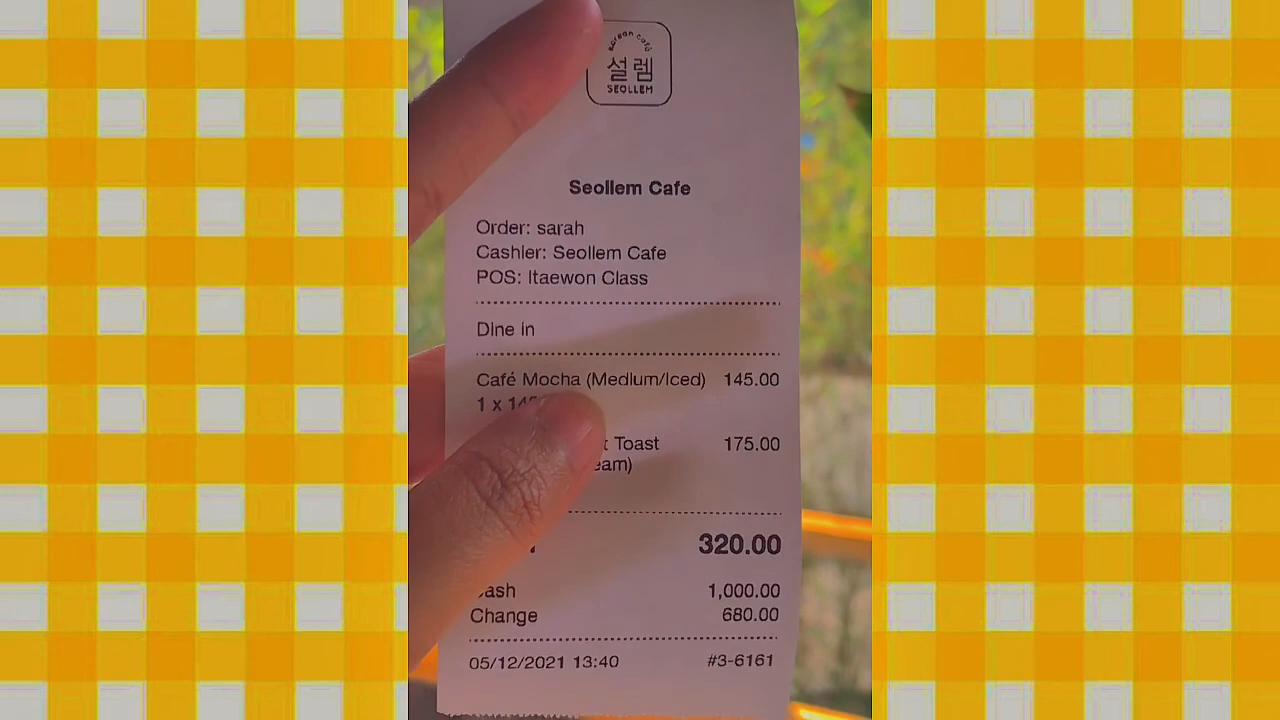 korean café
설렘
SEOLLEM
Seollem Cafe
Order: sarah
Cashier: Seollem Cafe
POS: Itaewon Class
Dine in
Café Mocha (Medium/Iced) 145.00
1 x
Toast 175.00
320.00
Cash 1,000.00
Change 680.00
05/12/2021 13:40 #3-6161